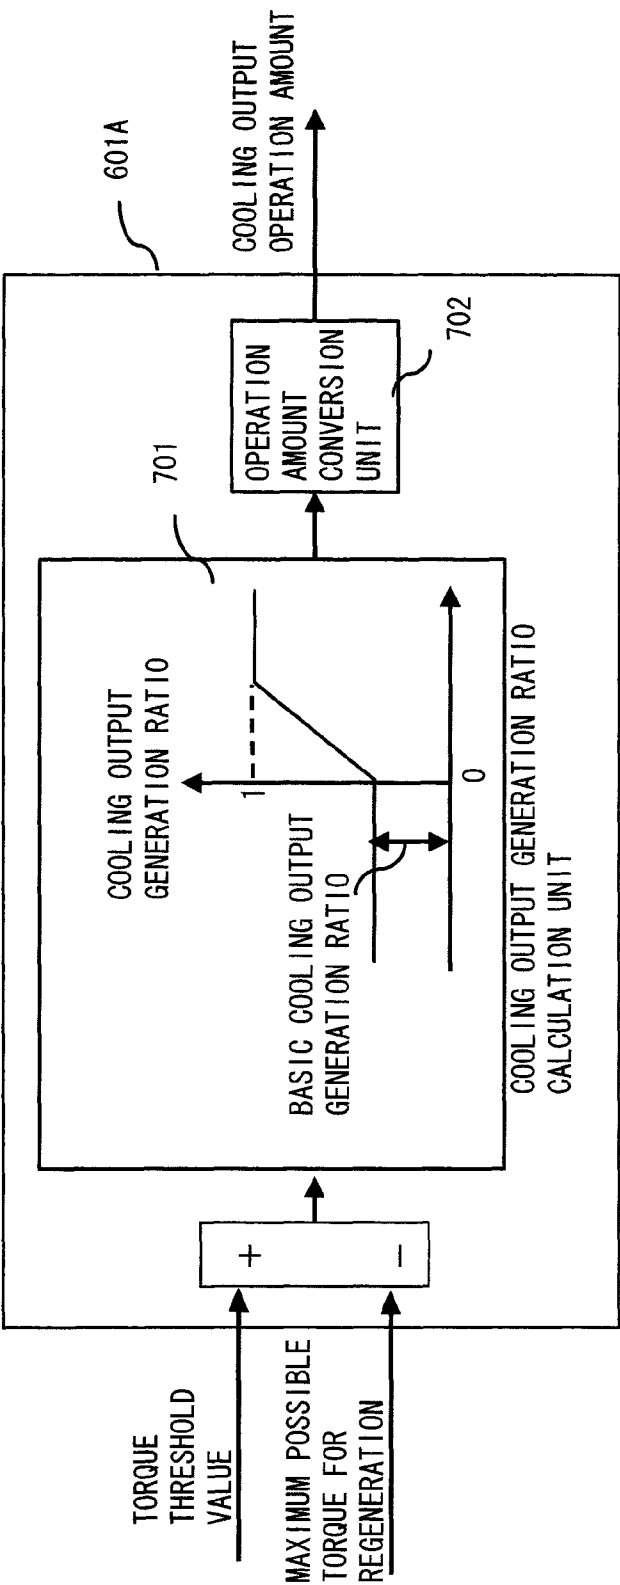 TORQUE
THRESHOLD
VALUE
MAXIMUM POSSIBLE
TORQUE FOR
REGENERATION
+
−
COOLING OUTPUT
GENERATION RATIO
1
BASIC COOLING OUTPUT
GENERATION RATIO
0
COOLING OUTPUT GENERATION RATIO
CALCULATION UNIT
701
OPERATION
AMOUNT
CONVERSION
UNIT
702
601A
COOLING OUTPUT
OPERATION AMOUNT